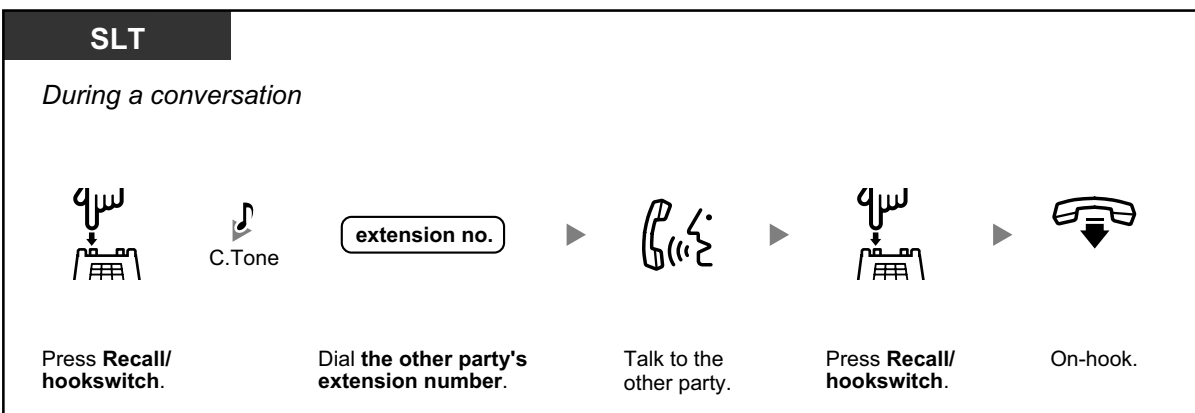 SLT
During a conversation
C.Tone
extension no.
Press Recall/
hookswitch.
Dial the other party's
extension number.
Talk to the
other party.
Press Recall/
hookswitch.
On-hook.